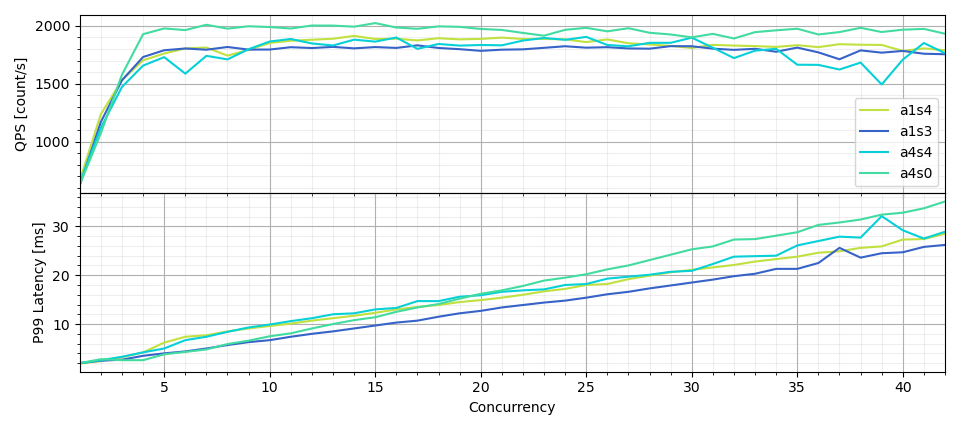 QPS [count/s]
2000
1500
1000
a1s4
a1s3
a4s4
a4s0
P99 Latency [ms]
30
20
10
5 10 15 20 25 30 35 40
Concurrency